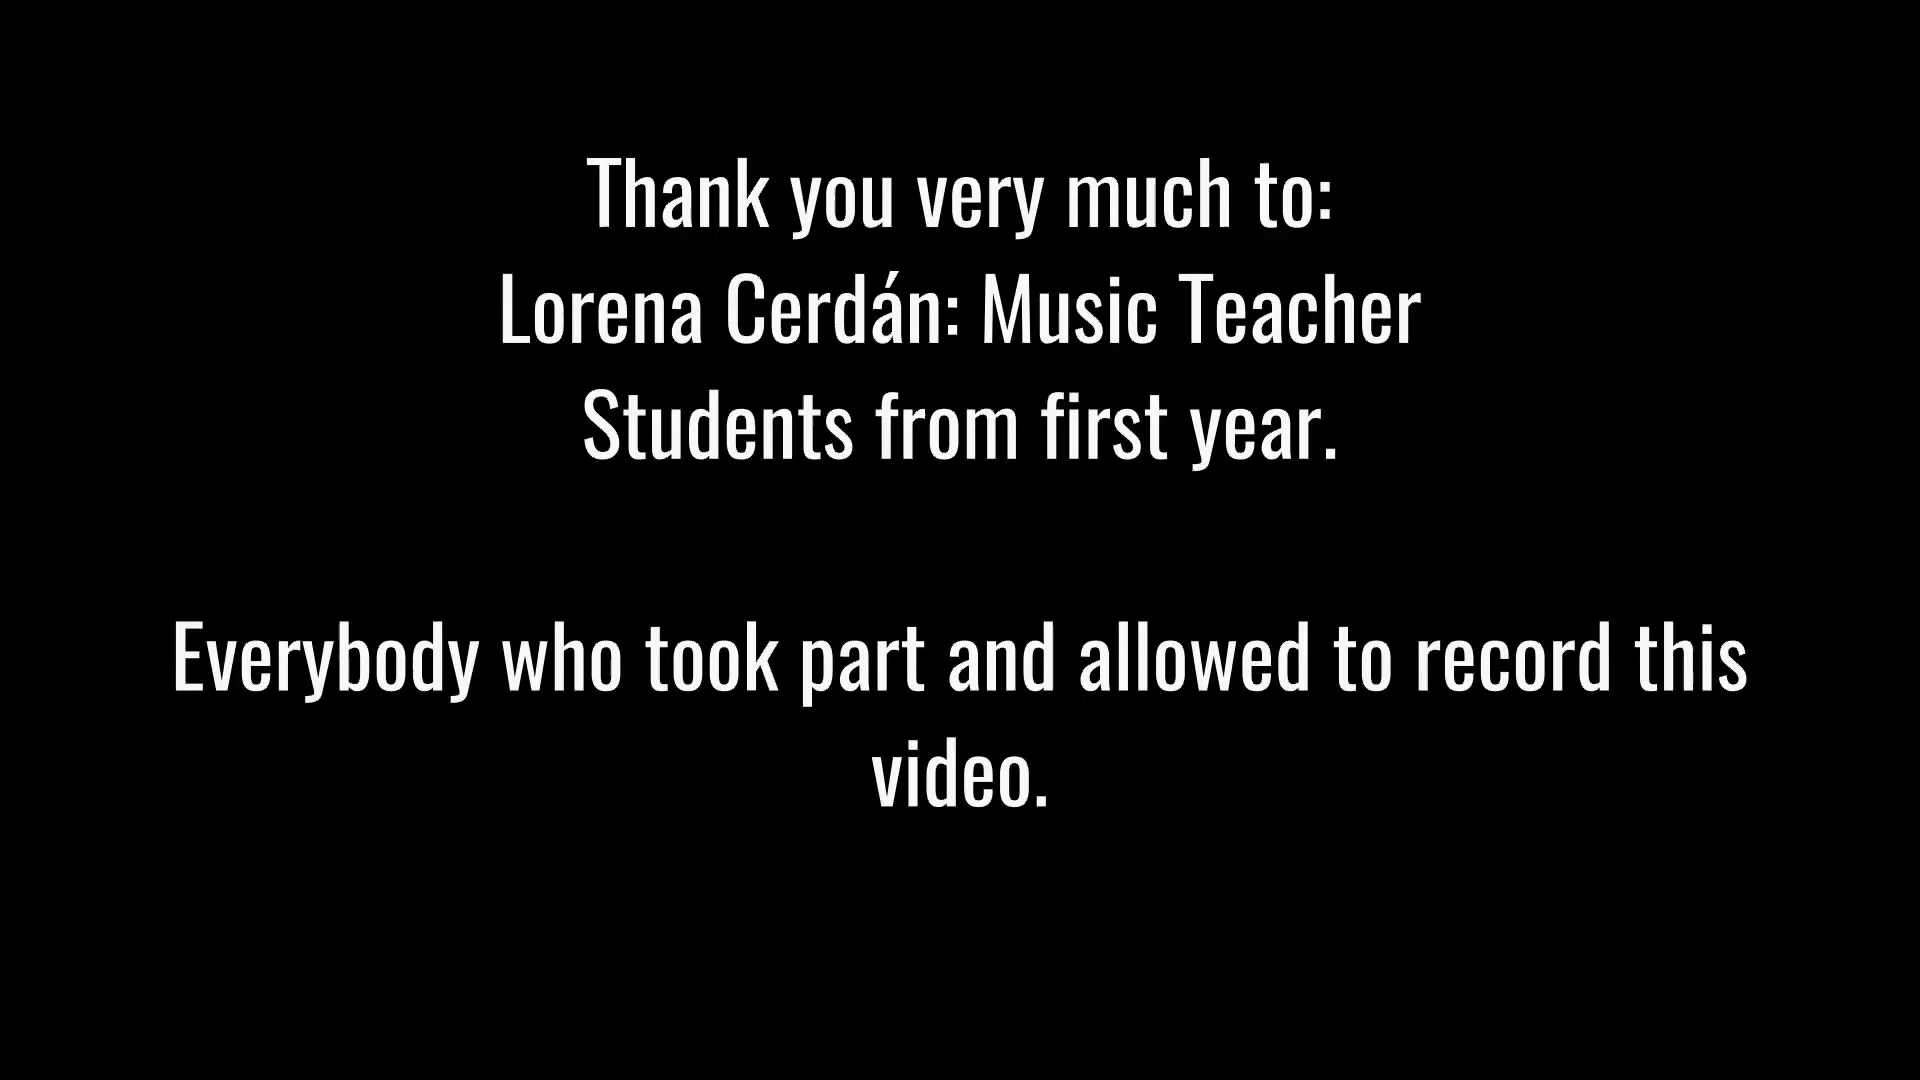 Thank you very much to:
Lorena Cerdán: Music Teacher
Students from first year.
Everybody who took part and allowed to record this
video.